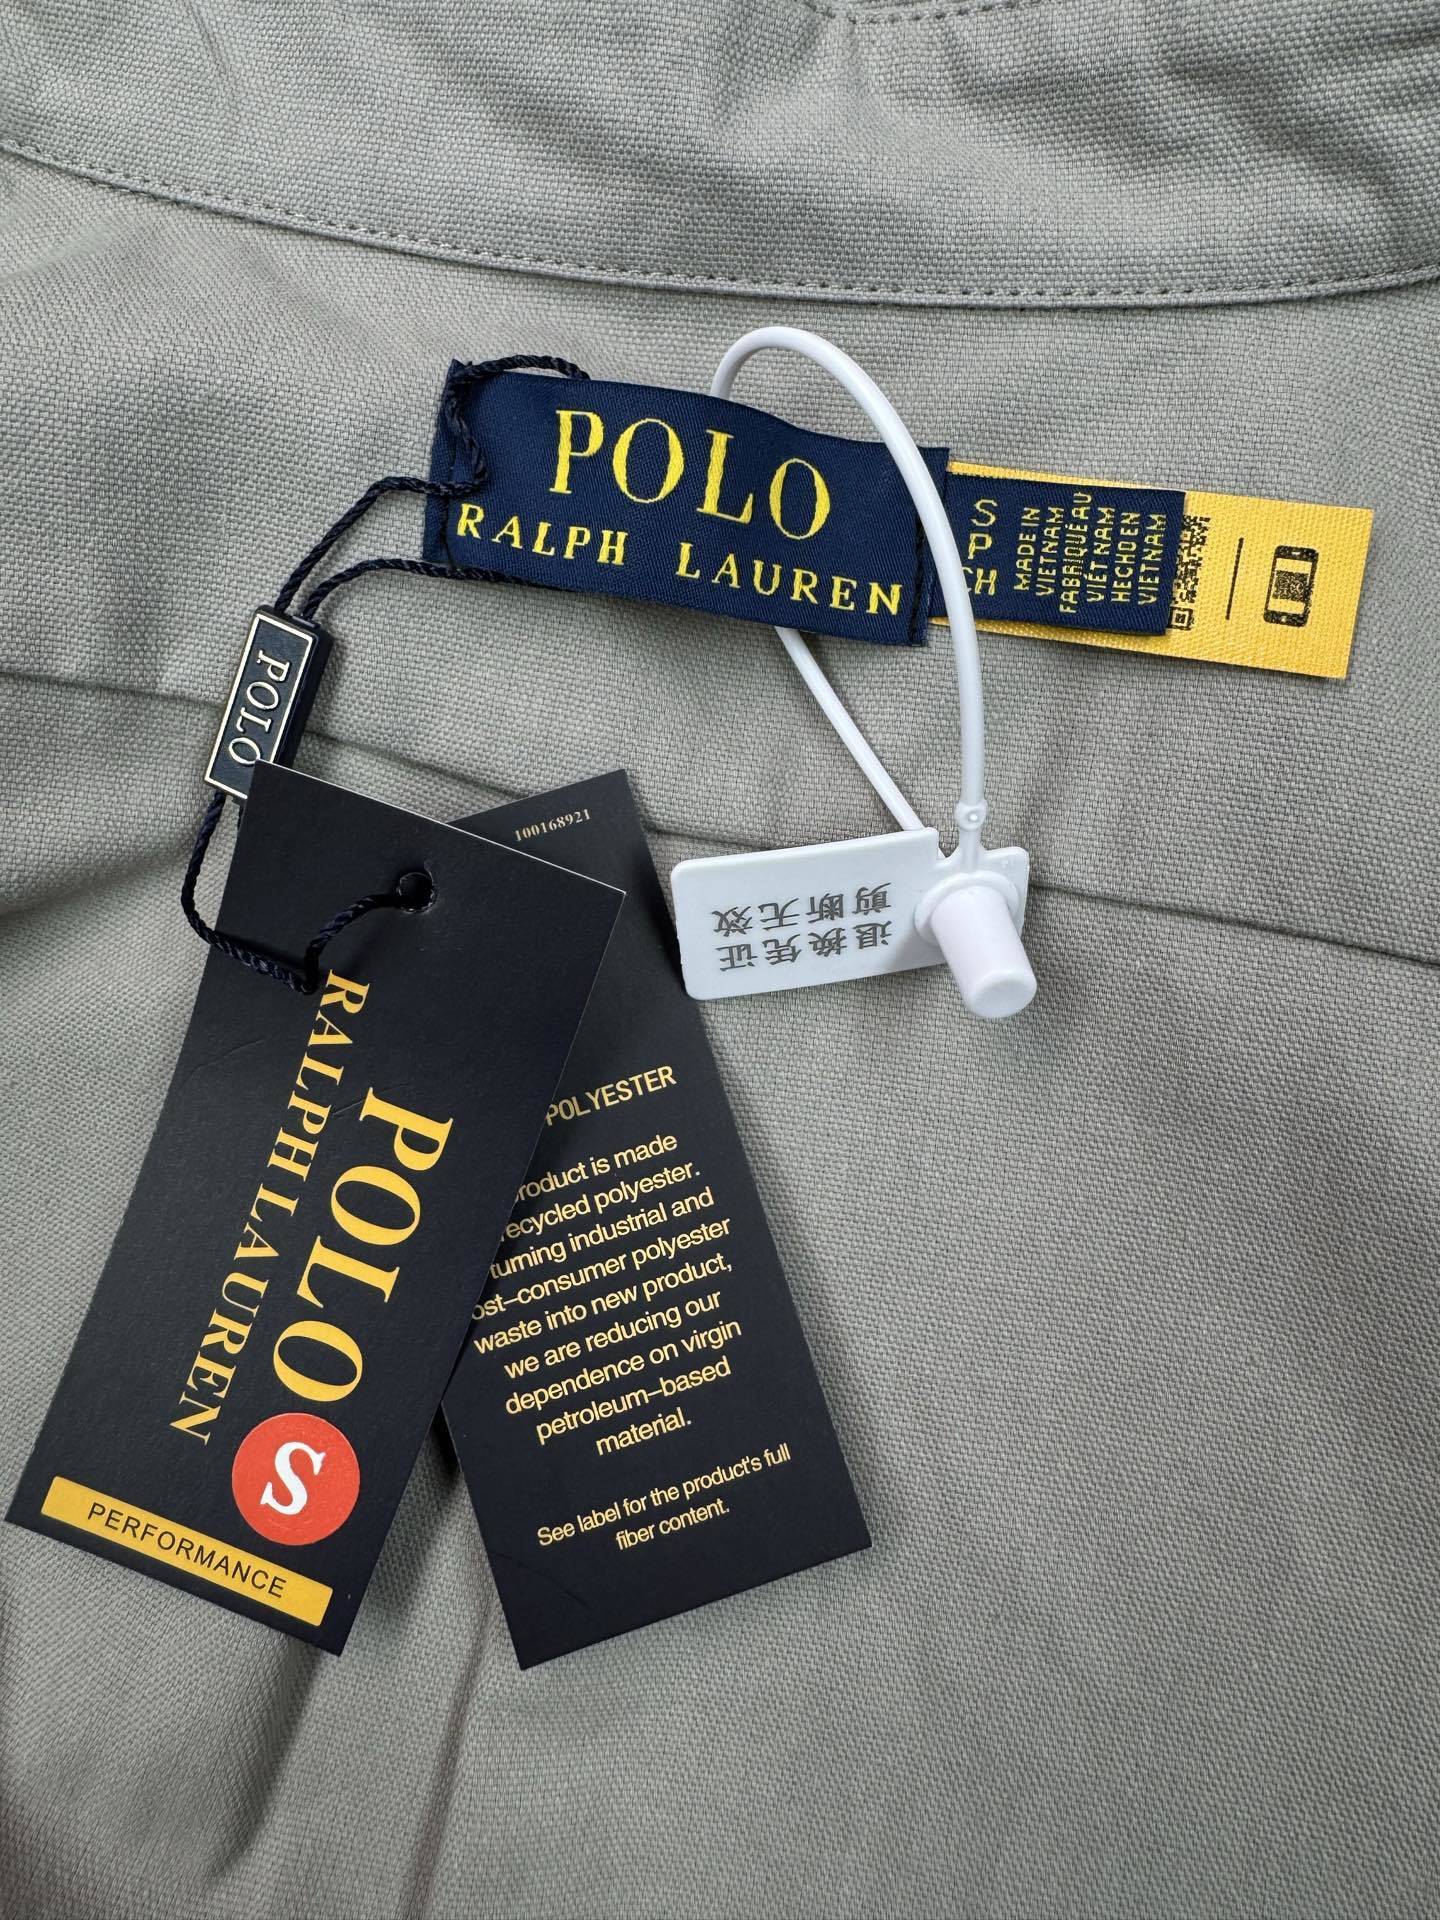 POLO
RALPH LAUREN
S
P
CH
MADE IN
VIETNAM
FABRIQUÉ AU
VIÊT NAM
HECHO EN
VIETNAM
POLO
100168921
退换凭证
剪断无效
POLO
RALPH LAUREN
S
PERFORMANCE
POLYESTER
product is made
recycled polyester.
turning industrial and
ost-consumer polyester
waste into new product,
we are reducing our
dependence on virgin
petroleum-based
material.
See label for the product's full
fiber content.